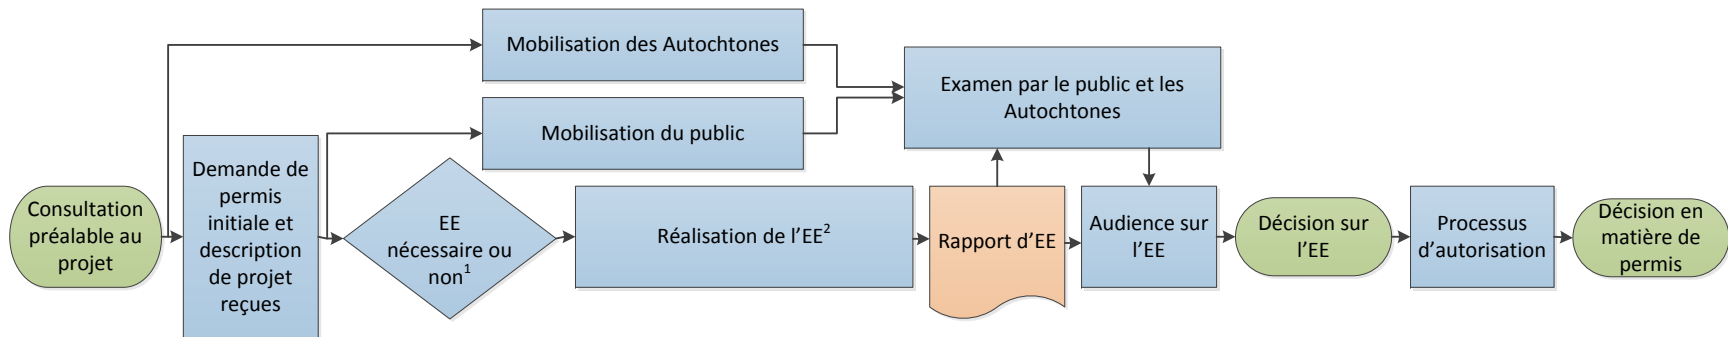 Consultation
préalable au
projet
Demande de
permis
initiale et
description
de projet
reçues
Mobilisation des Autochtones
Mobilisation du public
EE
nécessaire ou
non¹
Réalisation de l’EE²
Rapport d’EE
Examen par le public et les
Autochtones
Audience sur
l’EE
Décision sur
l’EE
Processus
d’autorisation
Décision en
matière de
permis